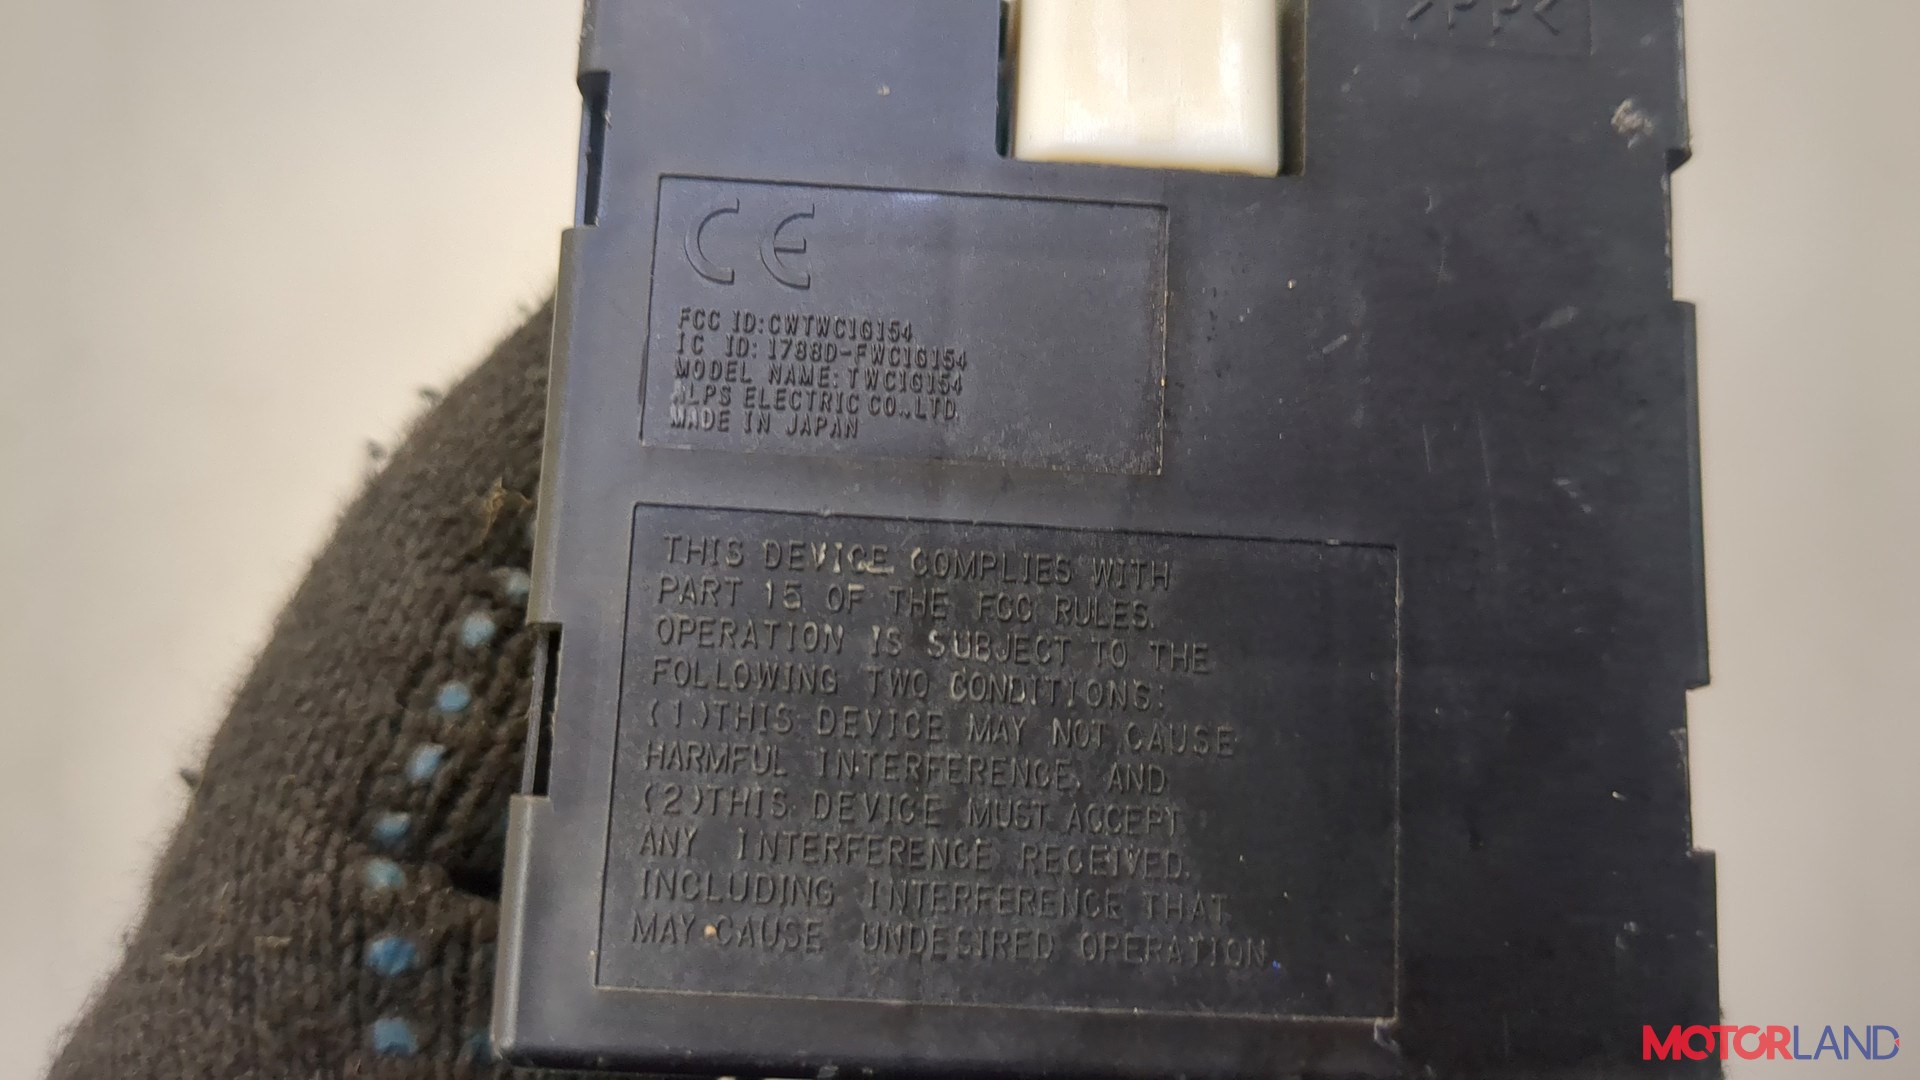 >PP<
CE
FCC ID:CWTWC1G154
IC ID: 1788D-FWC1G154
MODEL NAME:TWC1G154
ALPS ELECTRIC CO.,LTD.
MADE IN JAPAN
THIS DEVICE COMPLIES WITH
PART 15 OF THE FCC RULES.
OPERATION IS SUBJECT TO THE
FOLLOWING TWO CONDITIONS:
(1)THIS DEVICE MAY NOT CAUSE
HARMFUL INTERFERENCE, AND
(2)THIS DEVICE MUST ACCEPT
ANY INTERFERENCE RECEIVED,
INCLUDING INTERFERENCE THAT
MAY CAUSE UNDESIRED OPERATION.
MOTORLAND